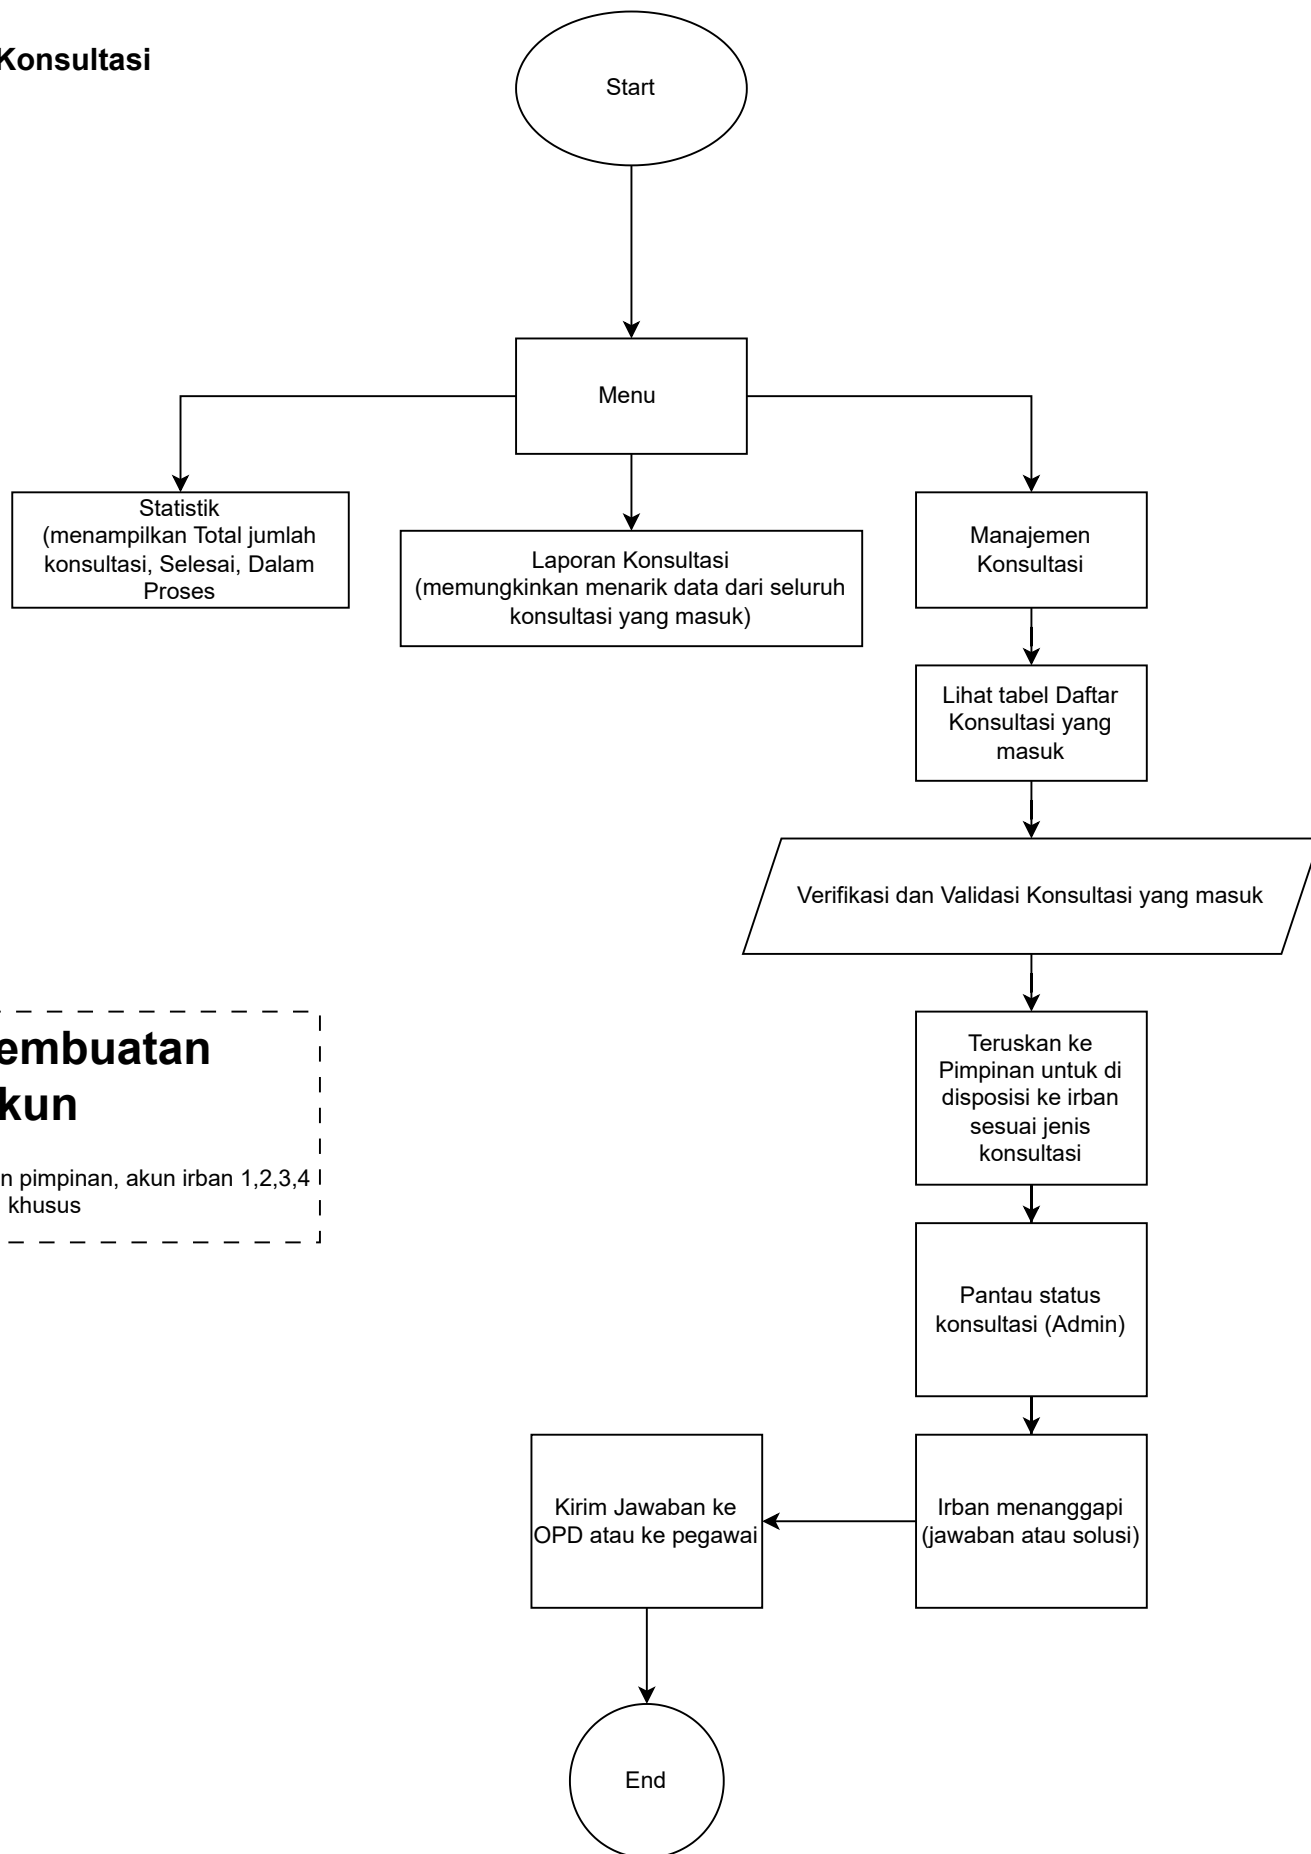 Konsultasi
Start
Menu
Statistik
(menampilkan Total jumlah
konsultasi, Selesai, Dalam
Proses
Laporan Konsultasi
(memungkinkan menarik data dari seluruh
konsultasi yang masuk)
Manajemen
Konsultasi
Lihat tabel Daftar
Konsultasi yang
masuk
Verifikasi dan Validasi Konsultasi yang masuk
embuatan
kun
n pimpinan, akun irban 1,2,3,4
khusus
Teruskan ke
Pimpinan untuk di
disposisi ke irban
sesuai jenis
konsultasi
Pantau status
konsultasi (Admin)
Irban menanggapi
(jawaban atau solusi)
Kirim Jawaban ke
OPD atau ke pegawai
End